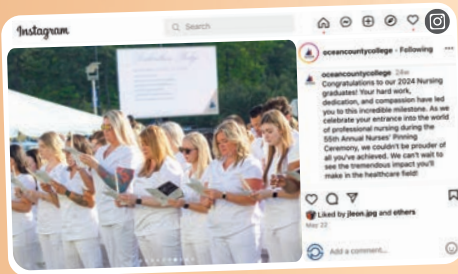 Instagram
Search
oceancountycollege • Following
oceancountycollege 24w
Congratulations to our 2024 Nursing
graduates! Your hard work,
dedication, and compassion have led
you to this incredible milestone. As we
celebrate your entrance into the world
of professional nursing during the
55th Annual Nurses' Pinning
Ceremony, we couldn't be prouder of
all you've achieved. We can't wait to
see the tremendous impact you'll
make in the healthcare field!
Liked by jleon.jpg and others
May 22
Add a comment...